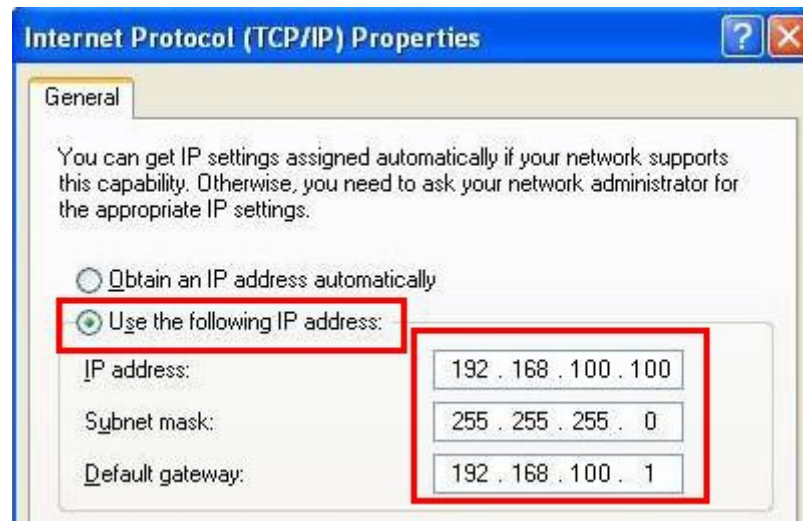 Internet Protocol (TCP/IP) Properties
General
You can get IP settings assigned automatically if your network supports
this capability. Otherwise, you need to ask your network administrator for
the appropriate IP settings.
Obtain an IP address automatically
Use the following IP address:
IP address: 192 . 168 . 100 . 100
Subnet mask: 255 . 255 . 255 . 0
Default gateway: 192 . 168 . 100 . 1